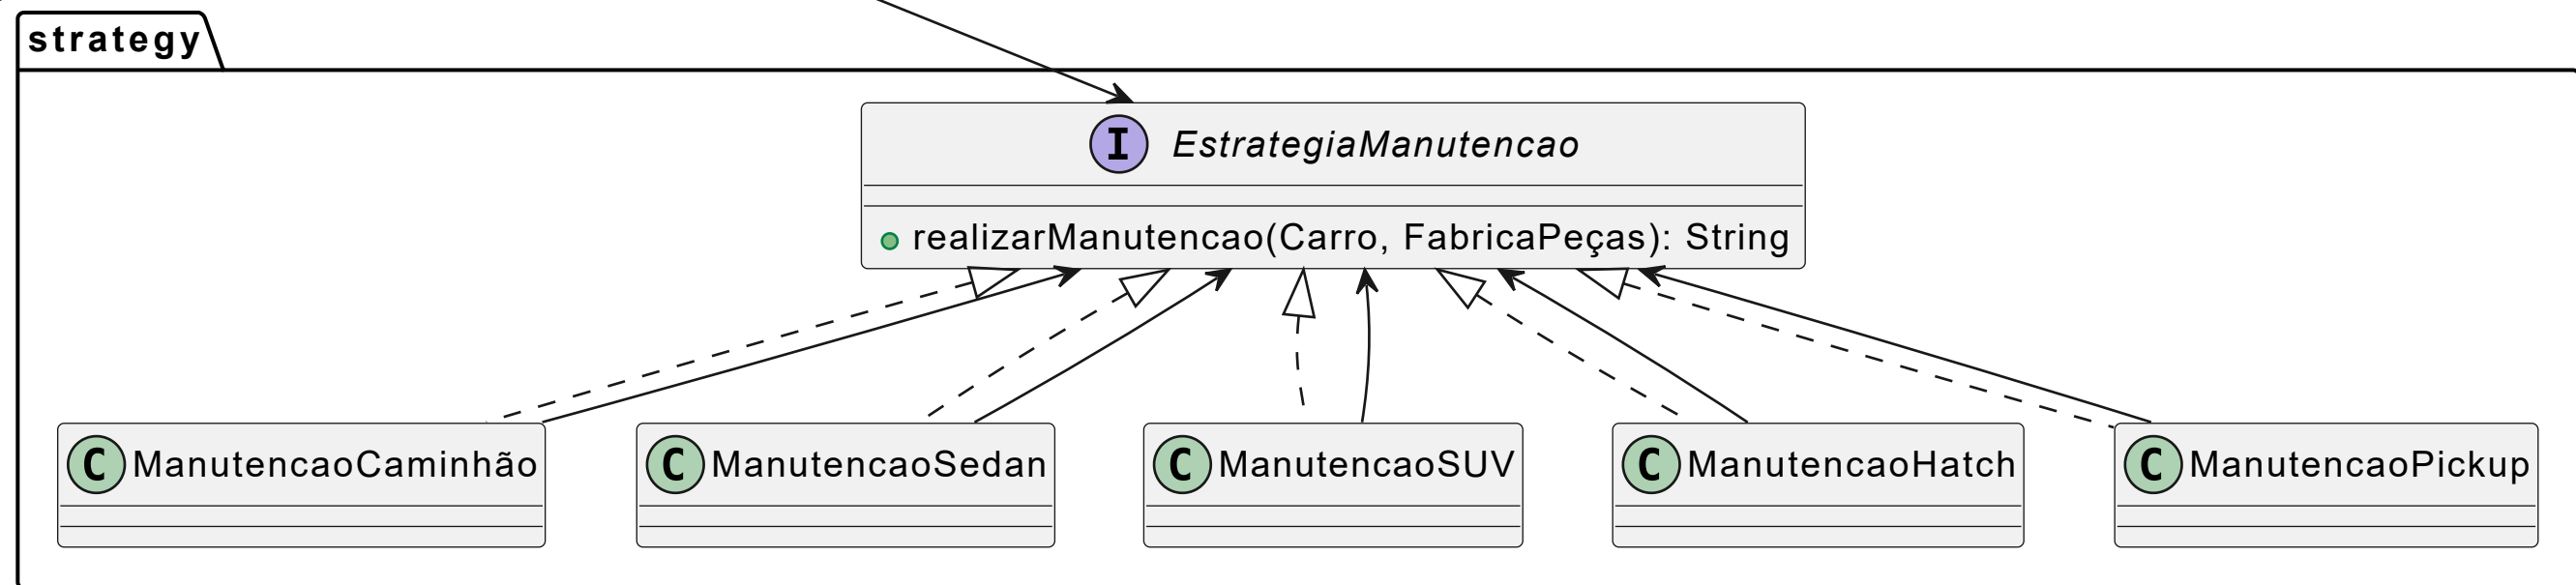 strategy
I EstrategiaManutencao
realizarManutencao(Carro, FabricaPeças): String
C ManutencaoCaminhão
C ManutencaoSedan
C ManutencaoSUV
C ManutencaoHatch
C ManutencaoPickup